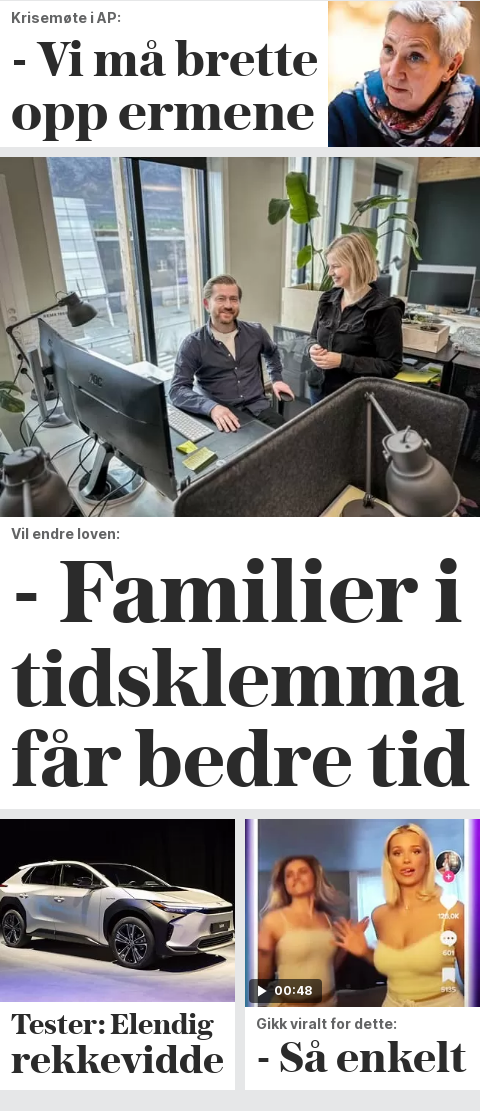 Krisemøte i AP:
- Vi må brette
opp ermene
Vil endre loven:
- Familier i
tidsklemma
får bedre tid
Tester: Elendig
rekkevidde
00:48
Gikk viralt for dette:
- Så enkelt